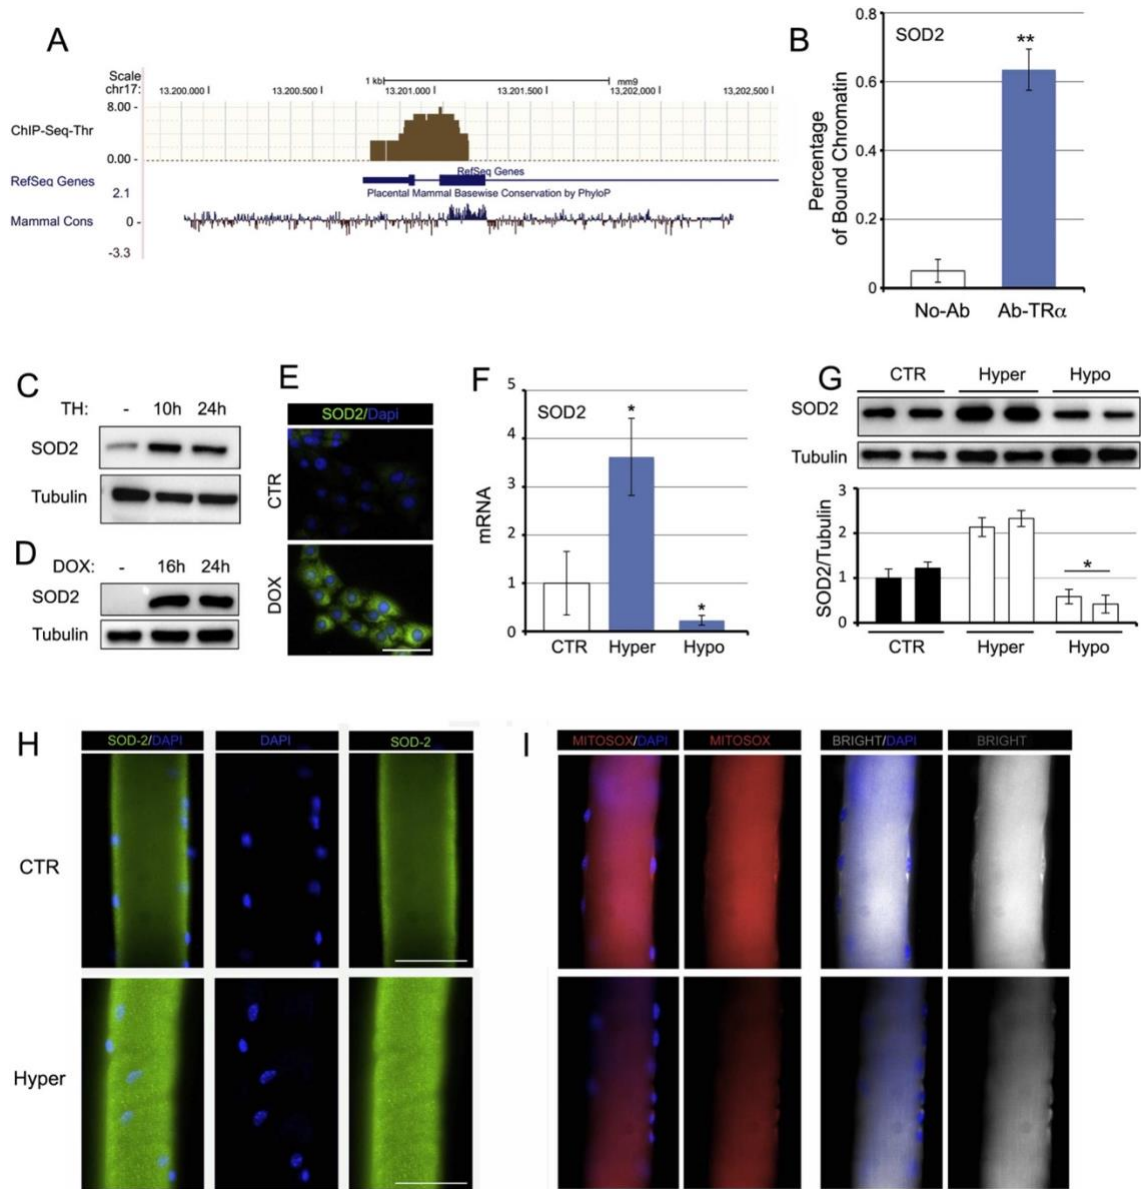 A
Scale
chr17:
1 kb
mm9
13,200,000
13,200,500
13,201,000
13,201,500
13,202,000
13,202,500
8.00
ChIP-Seq-Thr
0.00
RefSeq Genes
RefSeq Genes
2.1
Placental Mammal Basewise Conservation by PhyloP
Mammal Cons
0
-3.3
B
SOD2
**
Percentage
of Bound Chromatin
0.8
0.6
0.4
0.2
0
No-Ab Ab-TRα
C
TH: - 10h 24h
SOD2
Tubulin
D
DOX: - 16h 24h
SOD2
Tubulin
E
SOD2/Dapi
CTR
DOX
F
SOD2
mRNA
5
4
3
2
1
0
*
*
CTR Hyper Hypo
G
CTR Hyper Hypo
SOD2
Tubulin
SOD2/Tubulin
3
2
1
0
*
CTR Hyper Hypo
H
SOD-2/DAPI DAPI SOD-2
CTR
Hyper
I
MITOSOX/DAPI MITOSOX BRIGHT/DAPI BRIGHT